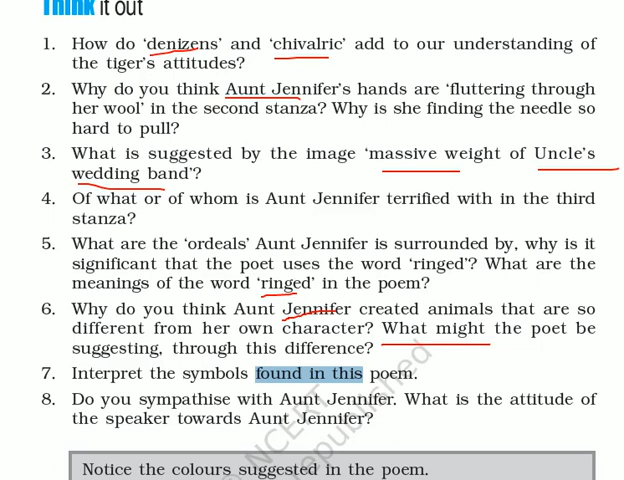 Think it out
1. How do ‘denizens’ and ‘chivalric’ add to our understanding of
the tiger’s attitudes?
2. Why do you think Aunt Jennifer’s hands are ‘fluttering through
her wool’ in the second stanza? Why is she finding the needle so
hard to pull?
3. What is suggested by the image ‘massive weight of Uncle’s
wedding band’?
4. Of what or of whom is Aunt Jennifer terrified with in the third
stanza?
5. What are the ‘ordeals’ Aunt Jennifer is surrounded by, why is it
significant that the poet uses the word ‘ringed’? What are the
meanings of the word ‘ringed’ in the poem?
6. Why do you think Aunt Jennifer created animals that are so
different from her own character? What might the poet be
suggesting, through this difference?
7. Interpret the symbols found in this poem.
8. Do you sympathise with Aunt Jennifer. What is the attitude of
the speaker towards Aunt Jennifer?
© NCERT
republished
Notice the colours suggested in the poem.